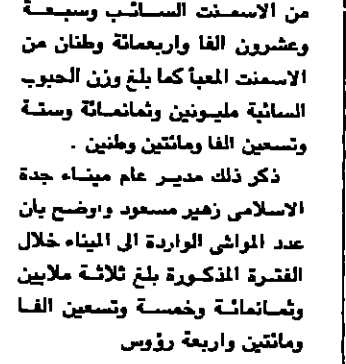 من الاسمنت السائب وسبعة
وعشرون الفا واربعمائة وطنان من
الاسمنت المعبأ كما بلغ وزن الحبوب
السائبة مليونين وثمانمائة وستة
وتسعين الفا ومائتين وطنين .
ذكر ذلك مدير عام ميناء جدة
الاسلامى زهير مسعود واوضح بان
عدد المواشى الواردة الى الميناء خلال
الفترة المذكورة بلغ ثلاثة ملايين
وثمانمائة وخمسة وتسعين الفا
ومائتين واربعة رؤوس